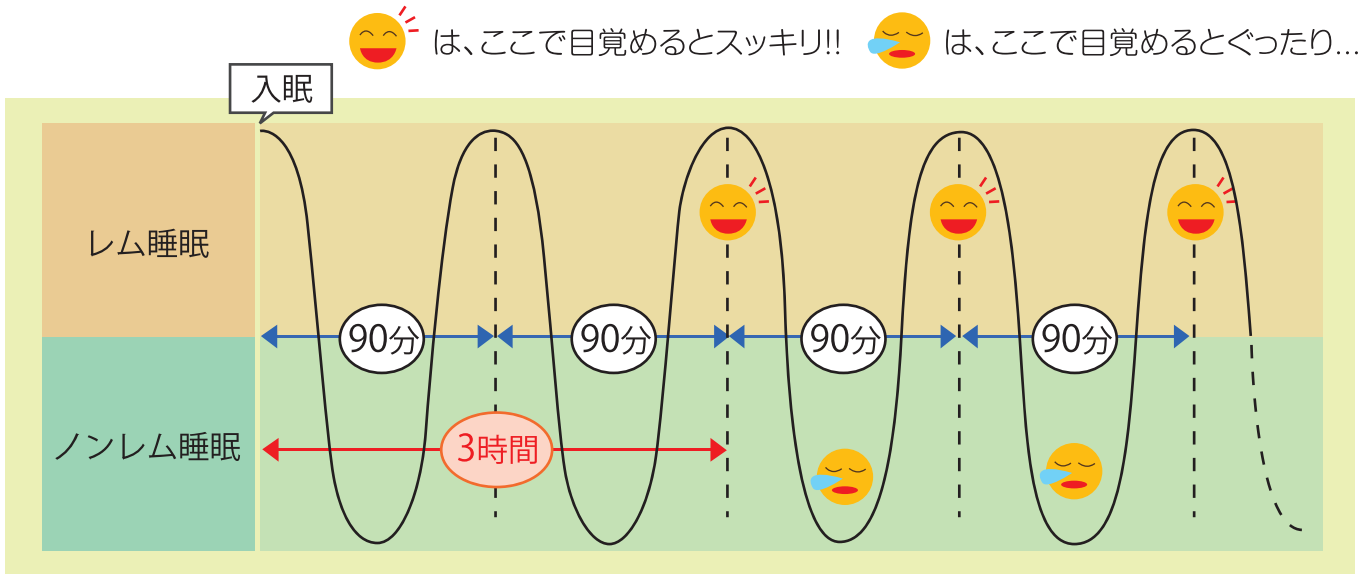 は、ここで目覚めるとスッキリ!!
は、ここで目覚めるとぐったり...
入眠
レム睡眠
90分
90分
90分
90分
ノンレム睡眠
3時間